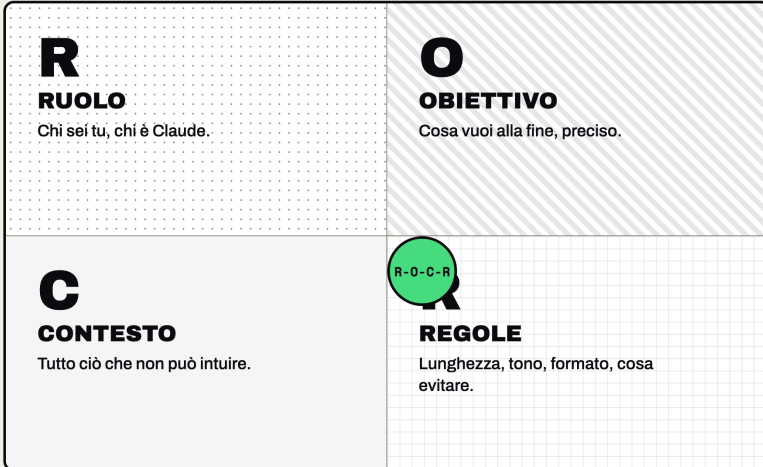 R
RUOLO
Chi sei tu, chi è Claude.
O
OBIETTIVO
Cosa vuoi alla fine, preciso.
C
CONTESTO
Tutto ciò che non può intuire.
R-O-C-R
R
REGOLE
Lunghezza, tono, formato, cosa
evitare.